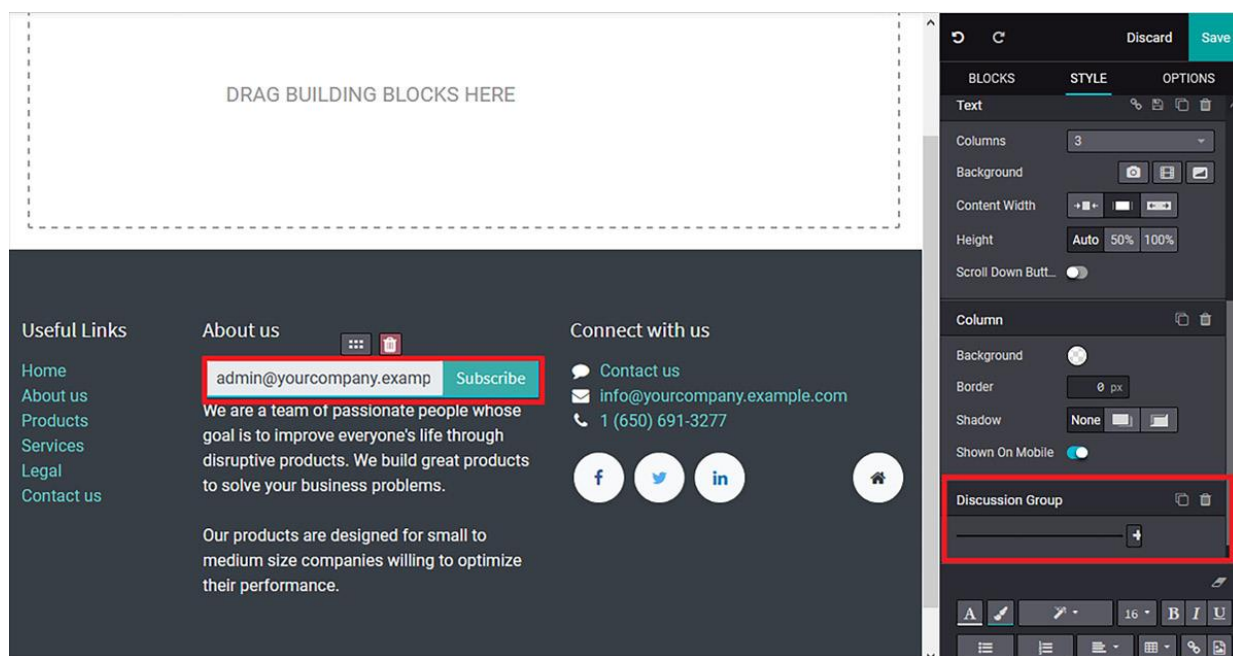 DRAG BUILDING BLOCKS HERE
Useful Links
Home
About us
Products
Services
Legal
Contact us
About us
admin@yourcompany.examp Subscribe
We are a team of passionate people whose
goal is to improve everyone's life through
disruptive products. We build great products
to solve your business problems.
Our products are designed for small to
medium size companies willing to optimize
their performance.
Connect with us
Contact us
info@yourcompany.example.com
1 (650) 691-3277
Discard Save
BLOCKS STYLE OPTIONS
Text
Columns 3
Background
Content Width
Height Auto 50% 100%
Scroll Down Butt...
Column
Background
Border 0 px
Shadow None
Shown On Mobile
Discussion Group
A 16 B I U